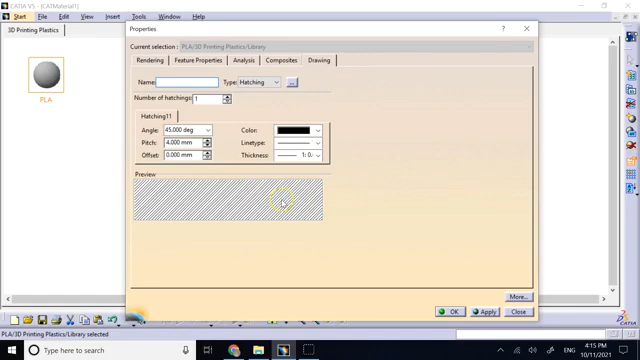 CATIA V5 - [CATMaterial]
Start File Edit View Insert Tools Window Help
3D Printing Plastics
PLA
Properties
Current selection : PLA/3D Printing Plastics/Library
Rendering Feature Properties Analysis Composites Drawing
Name: Type: Hatching ...
Number of hatchings: 1
Hatching11
Angle: 45.000 deg Color:
Pitch: 4.000 mm Linetype:
Offset: 0.000 mm Thickness: 1: 0.
Preview
More...
OK Apply Close
PLA/3D Printing Plastics/Library selected
Type here to search
ENG
4:15 PM
10/11/2021